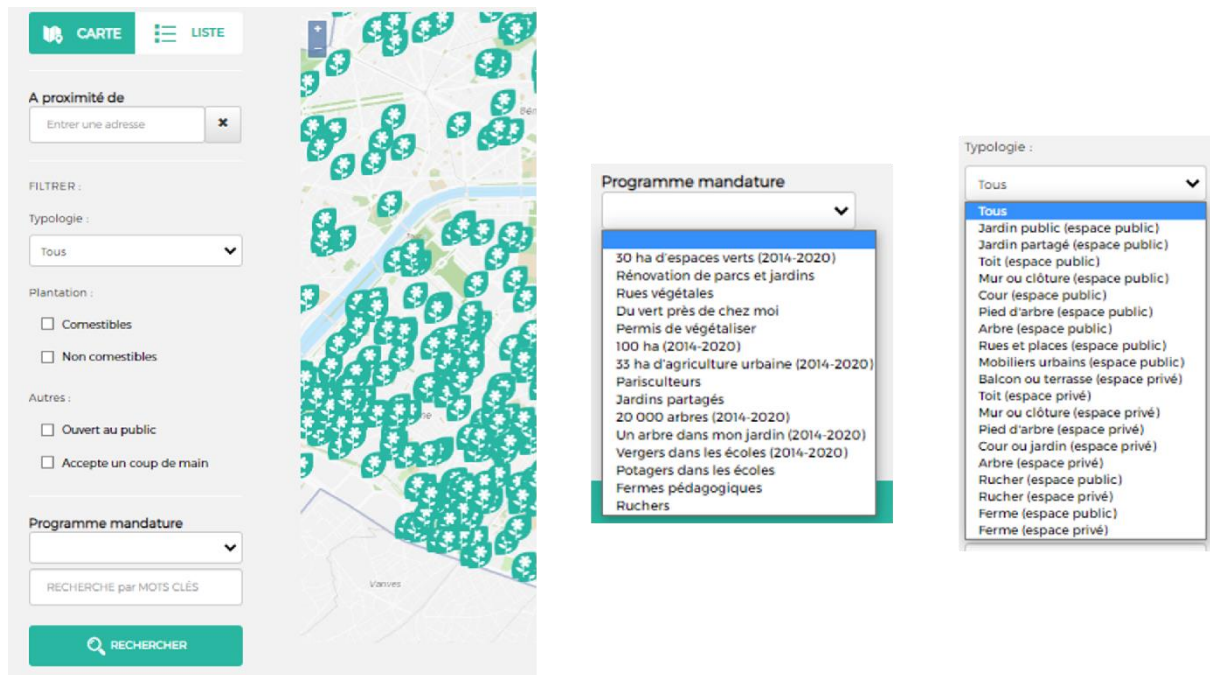 CARTE
LISTE
A proximité de
Entrer une adresse
FILTRER :
Typologie :
Tous
Plantation :
Comestibles
Non comestibles
Autres :
Ouvert au public
Accepte un coup de main
Programme mandature
RECHERCHE par MOTS CLÉS
RECHERCHER
+
−
Vanves
Programme mandature
30 ha d'espaces verts (2014-2020)
Rénovation de parcs et jardins
Rues végétales
Du vert près de chez moi
Permis de végétaliser
100 ha (2014-2020)
33 ha d'agriculture urbaine (2014-2020)
Parisculteurs
Jardins partagés
20 000 arbres (2014-2020)
Un arbre dans mon jardin (2014-2020)
Vergers dans les écoles (2014-2020)
Potagers dans les écoles
Fermes pédagogiques
Ruchers
Typologie :
Tous
Tous
Jardin public (espace public)
Jardin partagé (espace public)
Toit (espace public)
Mur ou clôture (espace public)
Cour (espace public)
Pied d'arbre (espace public)
Arbre (espace public)
Rues et places (espace public)
Mobiliers urbains (espace public)
Balcon ou terrasse (espace privé)
Toit (espace privé)
Mur ou clôture (espace privé)
Pied d'arbre (espace privé)
Cour ou jardin (espace privé)
Arbre (espace privé)
Rucher (espace public)
Rucher (espace privé)
Ferme (espace public)
Ferme (espace privé)